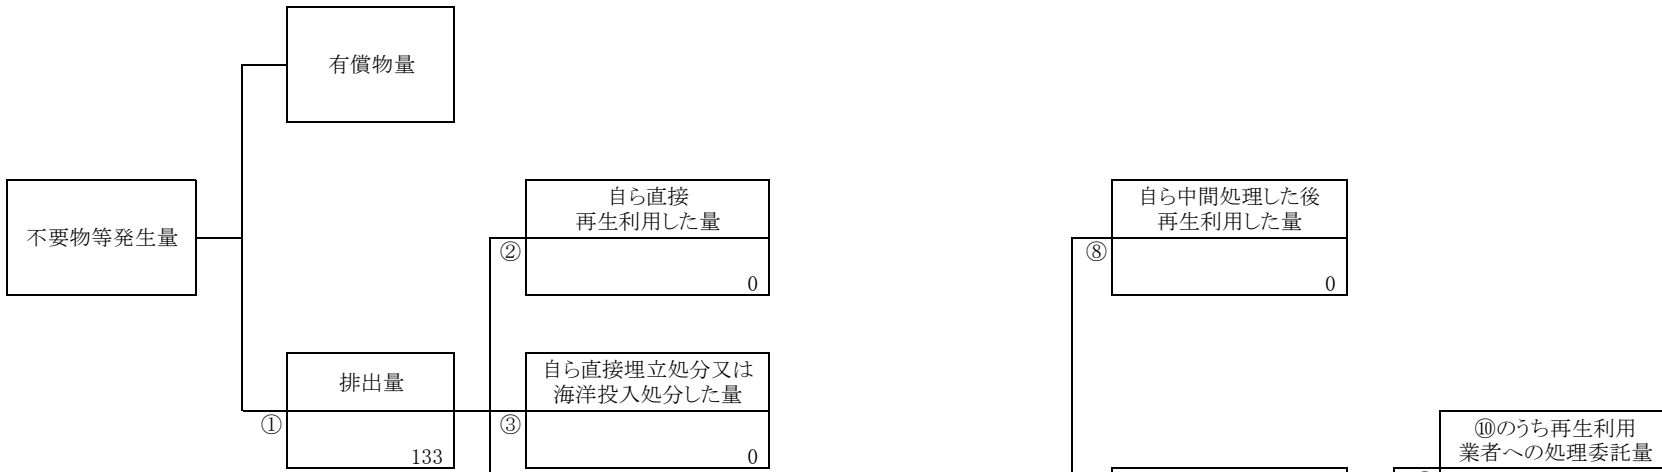 有償物量
不要物等発生量
自ら直接
再生利用した量
②
0
自ら中間処理した後
再生利用した量
⑧
0
排出量
①
133
自ら直接埋立処分又は
海洋投入処分した量
③
0
⑩のうち再生利用
業者への処理委託量